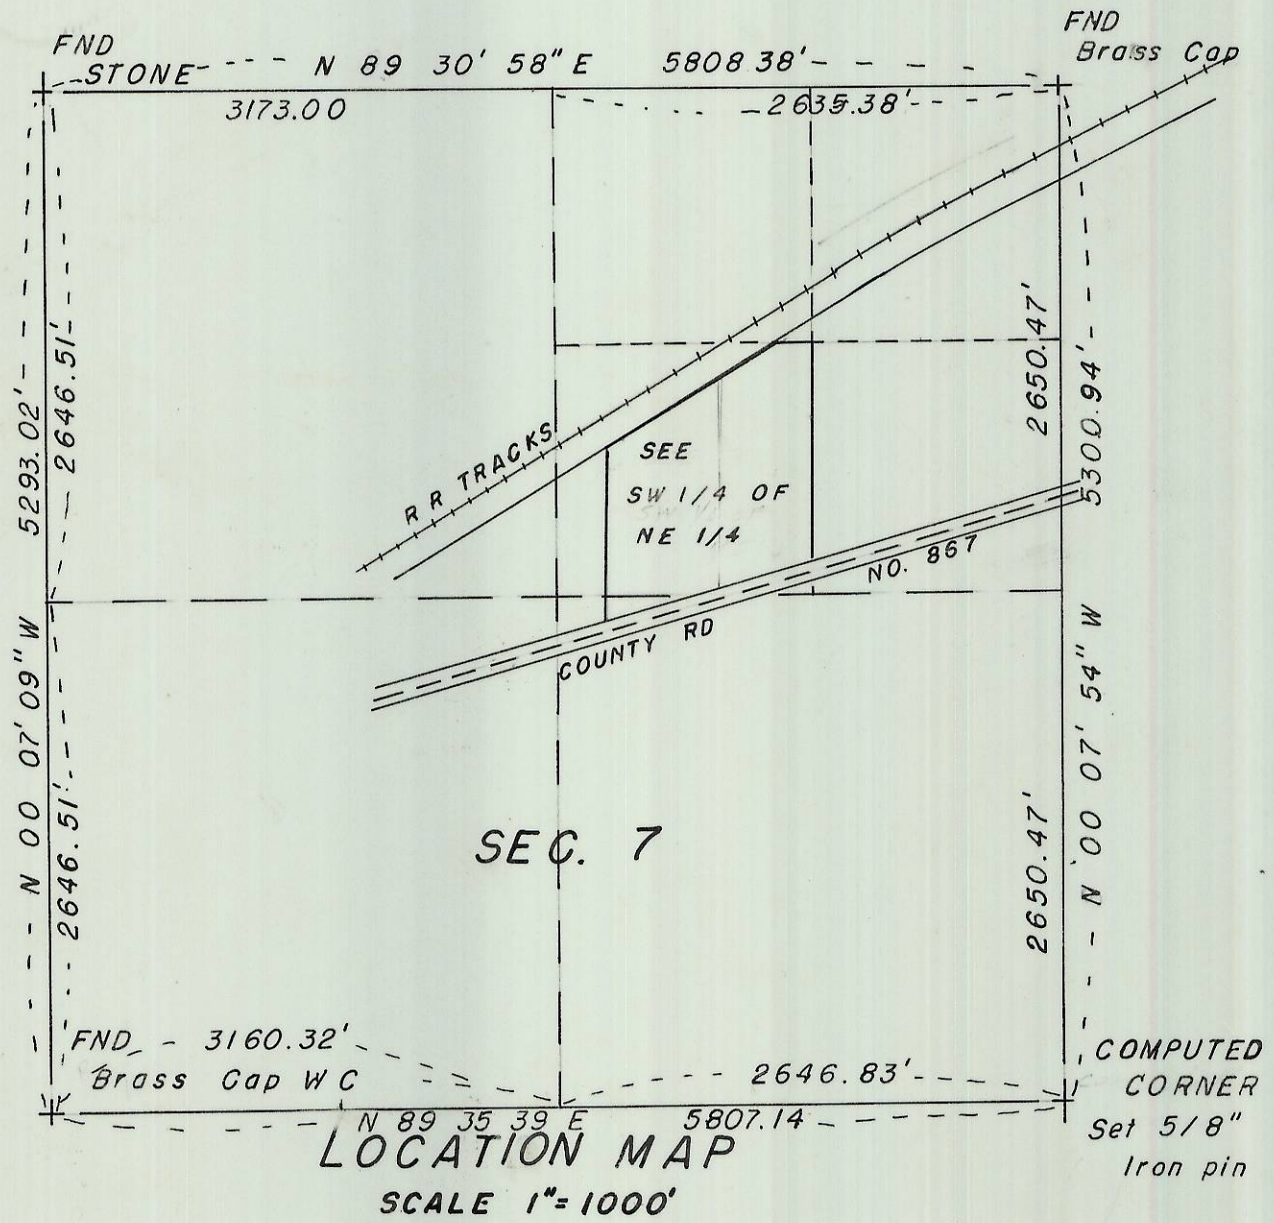 FND
STONE
N 89 30' 58" E 5808 38'
FND
Brass Cap
3173.00
2635.38'
5293.02'
2646.51'
2650.47'
5300.94'
R R TRACKS
SEE
SW 1/4 OF
NE 1/4
NO. 867
COUNTY RD
N 00 07' 09" W
2646.51'
SEC. 7
2650.47'
N 00 07' 54" W
FND 3160.32'
Brass Cap W C
2646.83'
COMPUTED
CORNER
Set 5/8"
Iron pin
N 89 35 39 E 5807.14
LOCATION MAP
SCALE 1"= 1000'